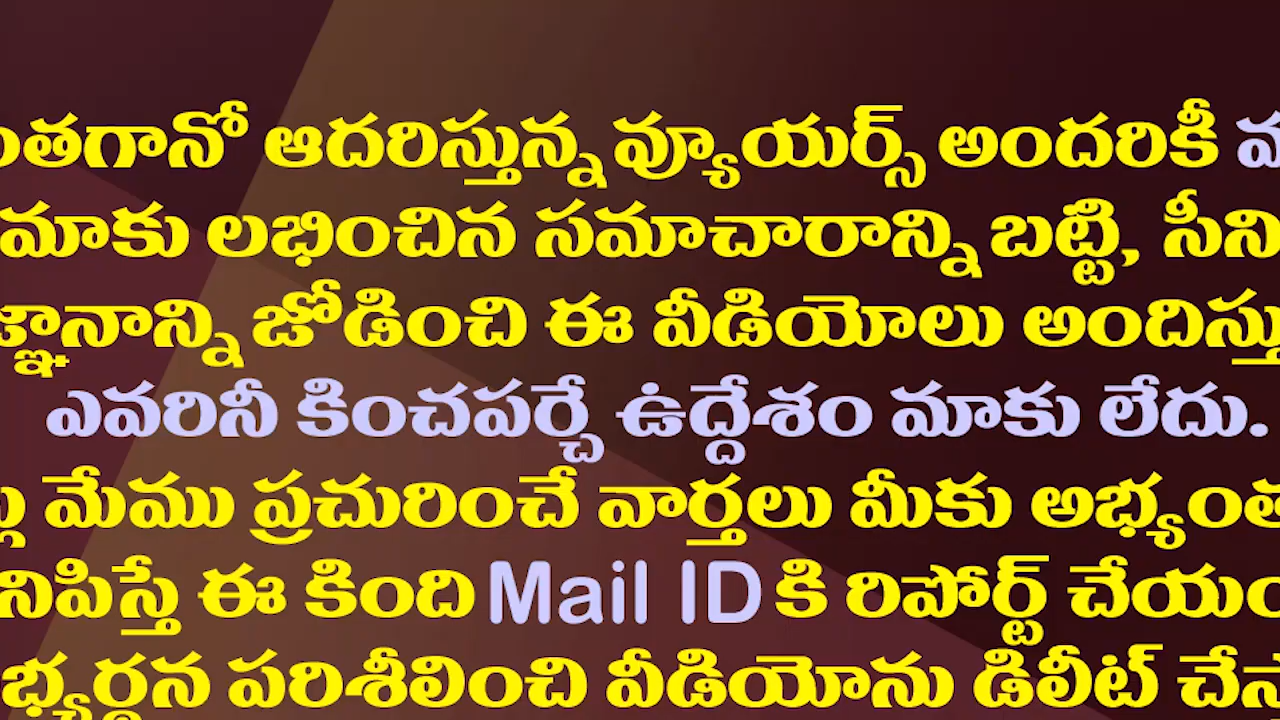 ఆదరిస్తున్న వ్యూయర్స్ అందరికీ
మాకు లభించిన సమాచారాన్ని బట్టి,
జోడించి ఈ వీడియోలు
ఎవరినీ కించపర్చే ఉద్దేశం మాకు లేదు.
మేము ప్రచురించే వార్తలు మీకు
ఈ కింది Mail ID కి రిపోర్ట్
పరిశీలించి వీడియోను డిలీట్